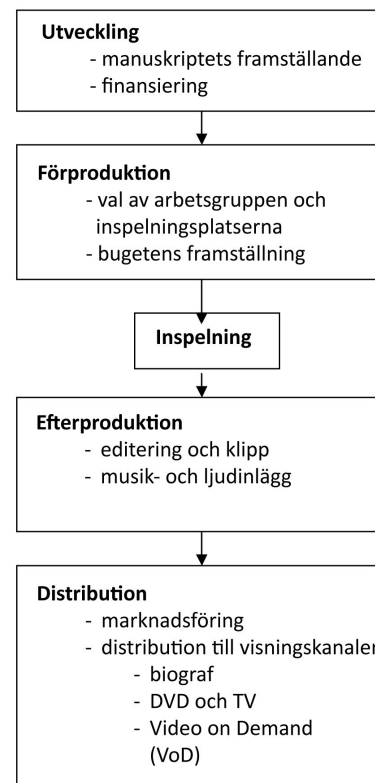 Utveckling
- manuskriptets framställande
- finansiering
Förproduktion
- val av arbetsgruppen och
inspelningsplatserna
- bugetens framställning
Inspelning
Efterproduktion
- editering och klipp
- musik- och ljudinlägg
Distribution
- marknadsföring
- distribution till visningskanaler
- biograf
- DVD och TV
- Video on Demand
(VoD)